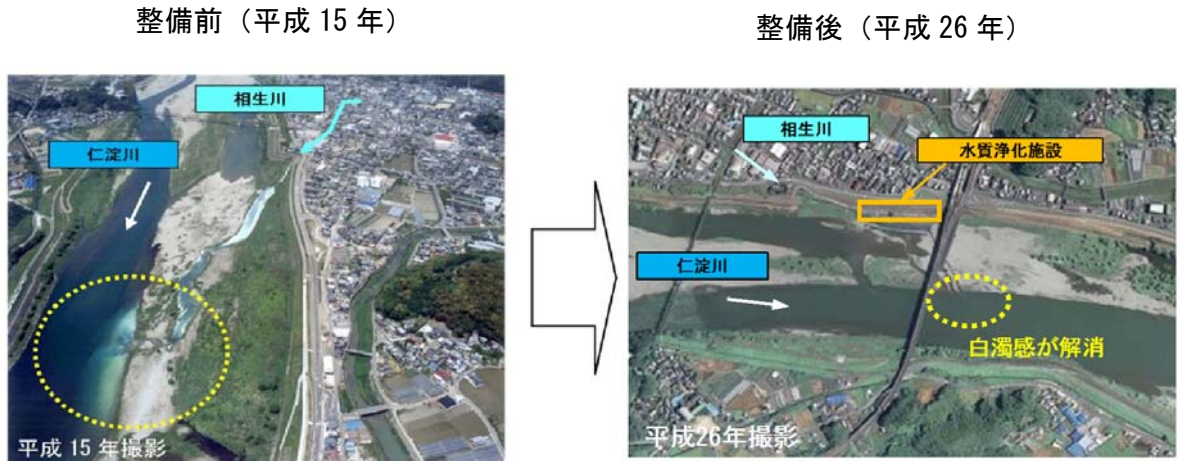 整備前（平成 15 年）
整備後（平成 26 年）
相生川
仁淀川
平成 15 年撮影
相生川
水質浄化施設
仁淀川
白濁感が解消
平成26年撮影